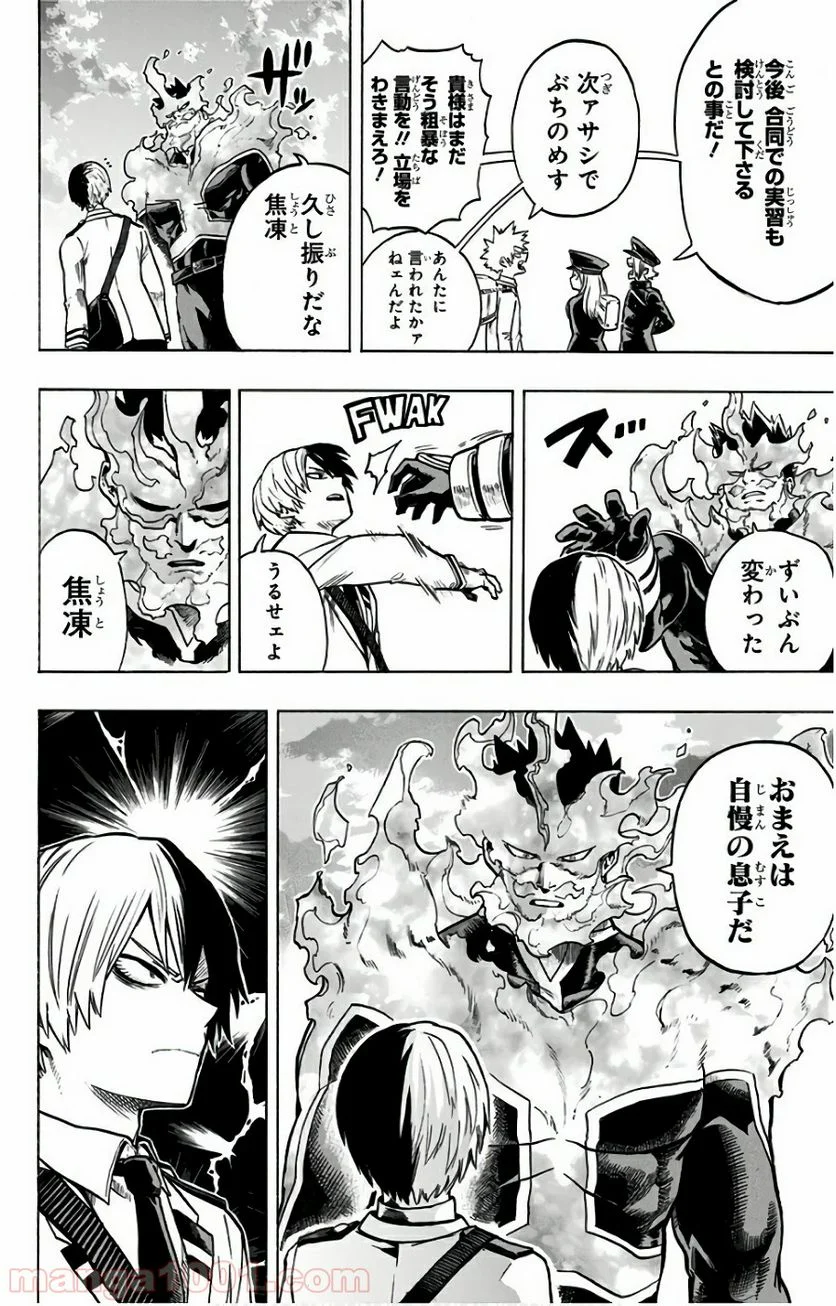 今後 合同での実習も
検討して下さる
との事だ！
次ァサシで
ぶちのめす
貴様はまだ
そう粗暴な
言動を!! 立場を
わきまえろ！
あんたに
言われたかァ
ねェんだよ
ザッ
久し振りだな
焦凍
ス…
ずいぶん
変わった
FWAK
うるせェよ
焦凍
おまえは
自慢の息子だ
manga1001.com